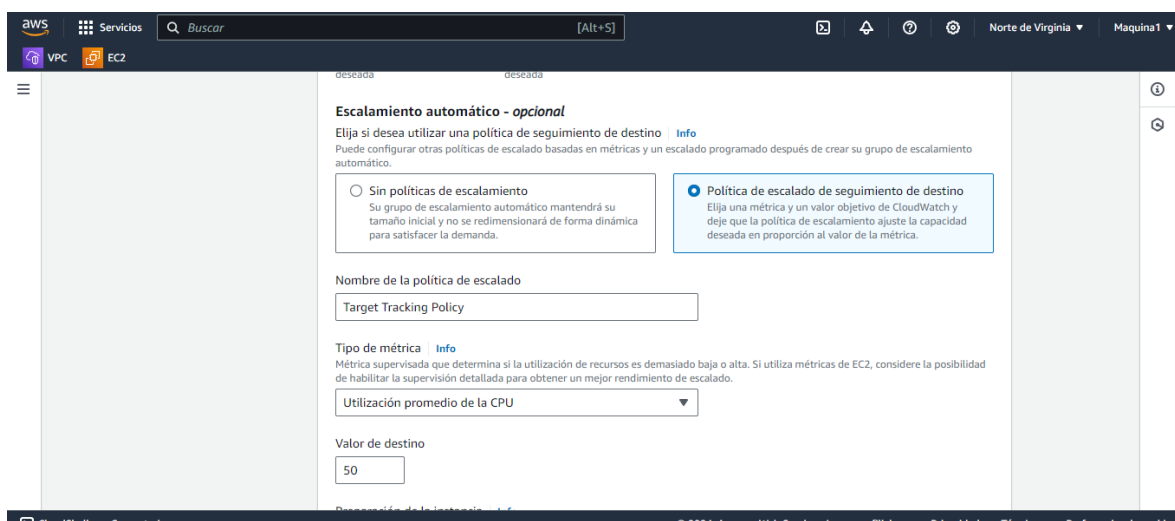 aws
Servicios
Buscar
[Alt+S]
Norte de Virginia
Maquina1
VPC
EC2
deseada
deseada
Escalamiento automático - opcional
Elija si desea utilizar una política de seguimiento de destino
Info
Puede configurar otras políticas de escalado basadas en métricas y un escalado programado después de crear su grupo de escalamiento
automático.
Sin políticas de escalamiento
Su grupo de escalamiento automático mantendrá su
tamaño inicial y no se redimensionará de forma dinámica
para satisfacer la demanda.
Política de escalado de seguimiento de destino
Elija una métrica y un valor objetivo de CloudWatch y
deje que la política de escalamiento ajuste la capacidad
deseada en proporción al valor de la métrica.
Nombre de la política de escalado
Target Tracking Policy
Tipo de métrica
Info
Métrica supervisada que determina si la utilización de recursos es demasiado baja o alta. Si utiliza métricas de EC2, considere la posibilidad
de habilitar la supervisión detallada para obtener un mejor rendimiento de escalado.
Utilización promedio de la CPU
Valor de destino
50